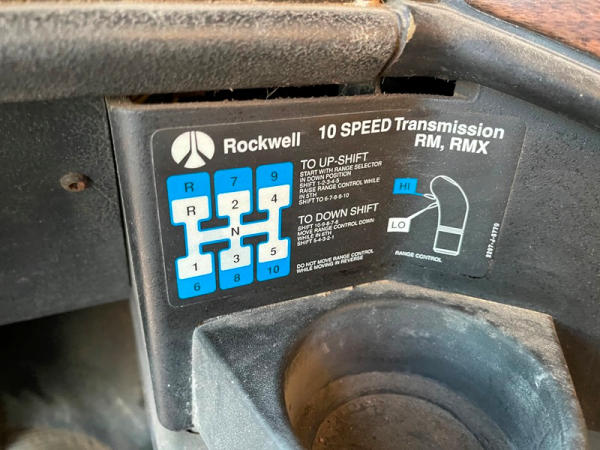 Rockwell 10 SPEED Transmission
RM, RMX
R 7 9
R 2 4
N
1 3 5
6 8 10
TO UP-SHIFT
START WITH RANGE SELECTOR
IN DOWN POSITION
SHIFT 1-2-3-4-5
RAISE RANGE CONTROL WHILE
IN 5TH
SHIFT TO 6-7-8-9-10
TO DOWN SHIFT
SHIFT 10-9-8-7-6
MOVE RANGE CONTROL DOWN
WHILE IN 6TH
SHIFT 5-4-3-2-1
DO NOT MOVE RANGE CONTROL
WHILE MOVING IN REVERSE
HI
LO
RANGE CONTROL